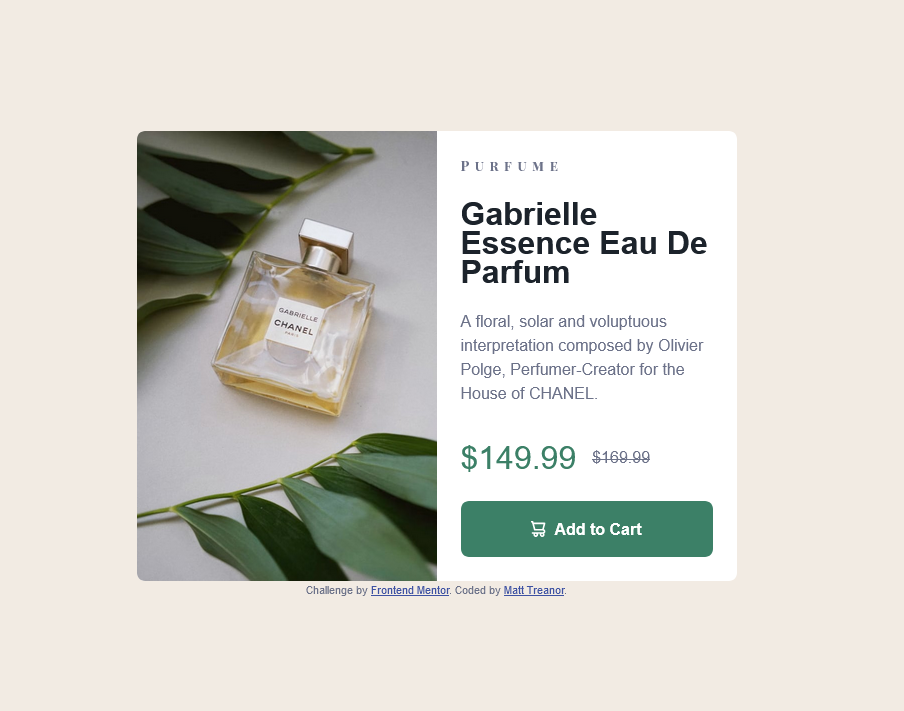 GABRIELLE
CHANEL
PARIS
PURFUME
Gabrielle
Essence Eau De
Parfum
A floral, solar and voluptuous
interpretation composed by Olivier
Polge, Perfumer-Creator for the
House of CHANEL.
$149.99 $169.99
Add to Cart
Challenge by Frontend Mentor. Coded by Matt Treanor.